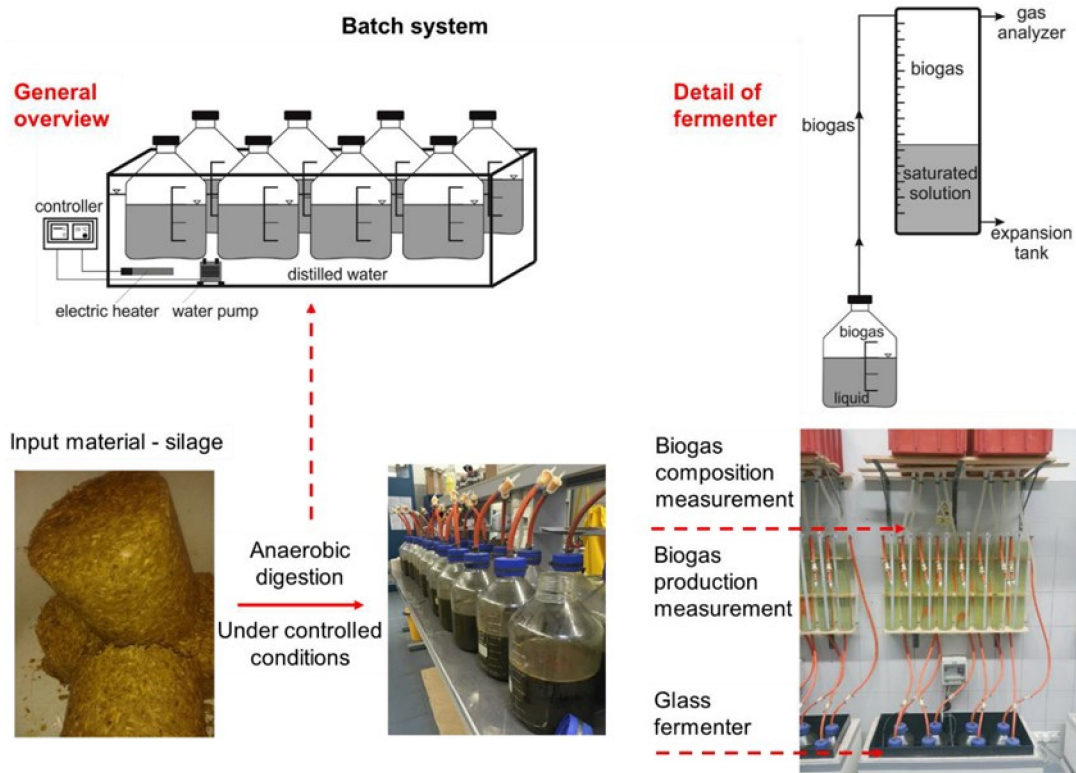 Batch system
General
overview
controller
electric heater
water pump
distilled water
Detail of
fermenter
biogas
biogas
saturated
solution
gas
analyzer
expansion
tank
biogas
liquid
Input material - silage
Anaerobic
digestion
Under controlled
conditions
Biogas
composition
measurement
Biogas
production
measurement
Glass
fermenter